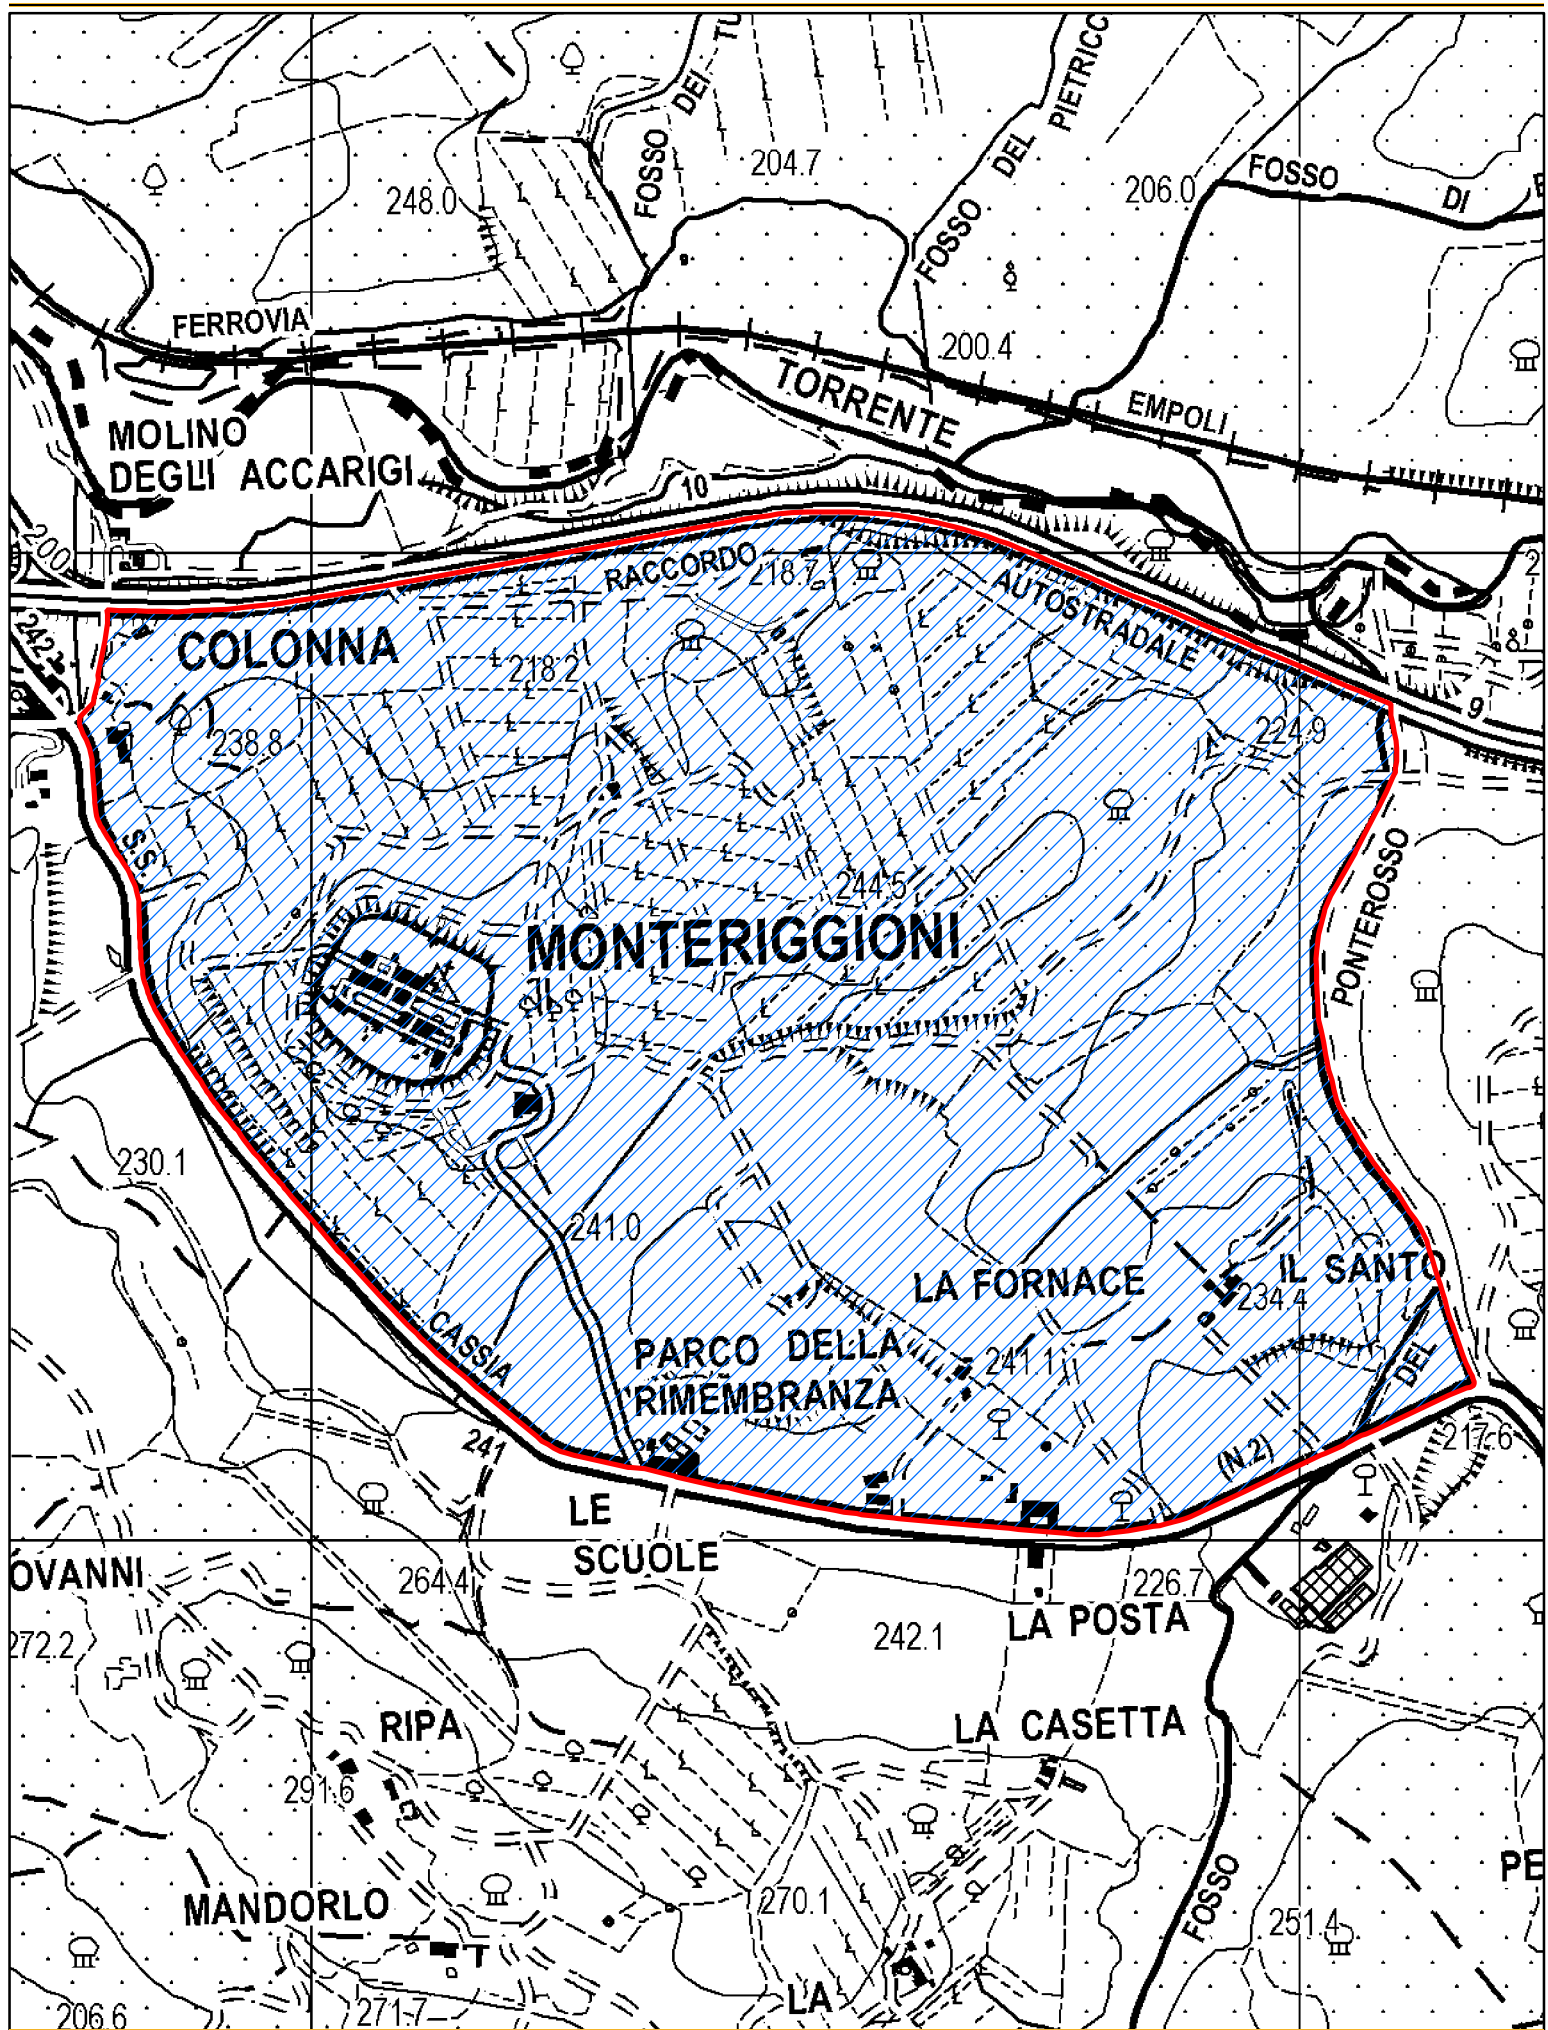 FOSSO DEI TU
FOSSO DEL PIETRICC
204.7
206.0
FOSSO DI
248.0
FERROVIA
200.4
TORRENTE
EMPOLI
MOLINO
DEGLI ACCARIGI
10
200
RACCORDO
AUTOSTRADALE
218.7
242
COLONNA
218.2
9
238.8
224.9
S.S.
PONTEROSSO
244.5
MONTERIGGIONI
230.1
241.0
LA FORNACE
IL SANTO
234.4
CASSIA
PARCO DELLA
RIMEMBRANZA
241.1
DEL
241
(N.2)
217.6
LE
SCUOLE
OVANNI
264.4
226.7
LA POSTA
272.2
242.1
RIPA
LA CASETTA
291.6
PE
MANDORLO
270.1
FOSSO
251.4
LA
206.6
271.7